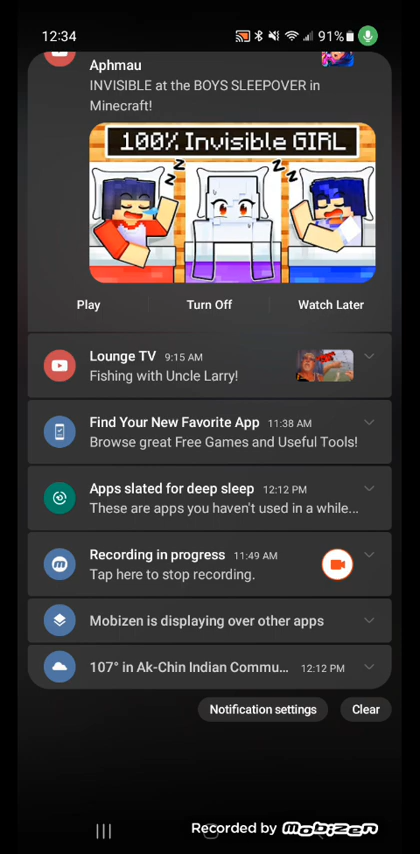 12:34
91%
Aphmau
INVISIBLE at the BOYS SLEEPOVER in
Minecraft!
100% Invisible GIRL
z z z z
Play Turn Off Watch Later
Lounge TV 9:15 AM
Fishing with Uncle Larry!
Find Your New Favorite App 11:38 AM
Browse great Free Games and Useful Tools!
Apps slated for deep sleep 12:12 PM
These are apps you haven't used in a while...
Recording in progress 11:49 AM
Tap here to stop recording.
Mobizen is displaying over other apps
107° in Ak-Chin Indian Commu... 12:12 PM
Notification settings Clear
Recorded by mobizen